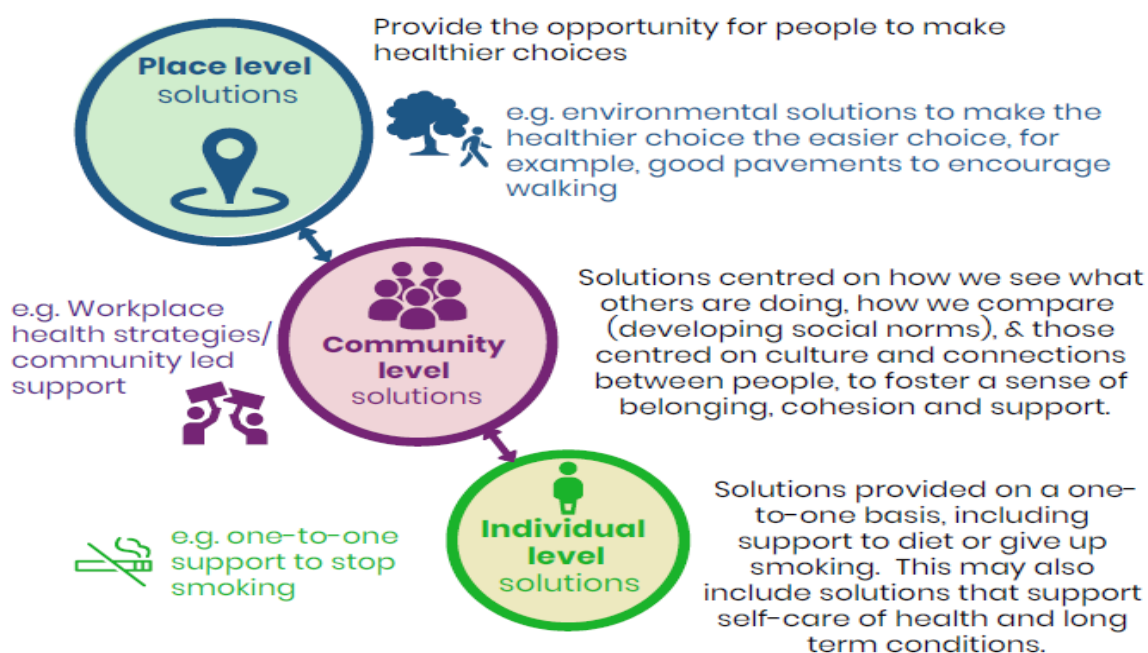 Provide the opportunity for people to make
healthier choices
Place level
solutions
e.g. environmental solutions to make the
healthier choice the easier choice, for
example, good pavements to encourage
walking
Solutions centred on how we see what
others are doing, how we compare
(developing social norms), & those
centred on culture and connections
between people, to foster a sense of
belonging, cohesion and support.
e.g. Workplace
health strategies/
community led
support
Community
level
solutions
Solutions provided on a one-
to-one basis, including
support to diet or give up
smoking. This may also
include solutions that support
self-care of health and long
term conditions.
Individual
level
solutions
e.g. one-to-one
support to stop
smoking